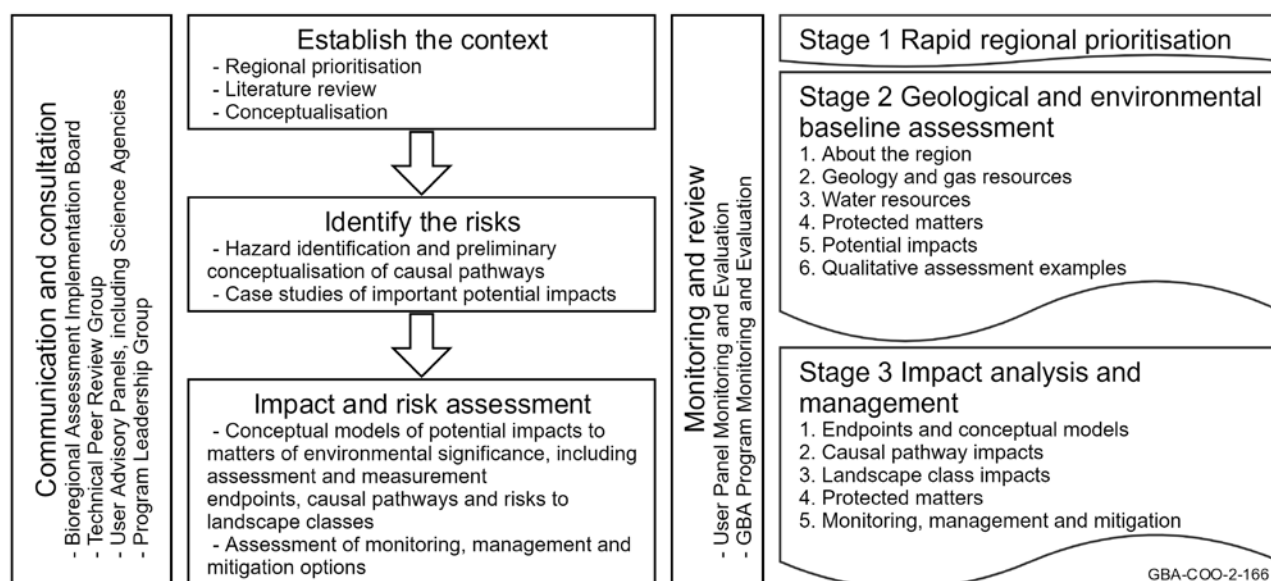 Communication and consultation
- Bioregional Assessment Implementation Board
- Technical Peer Review Group
- User Advisory Panels, including Science Agencies
- Program Leadership Group
Establish the context
- Regional prioritisation
- Literature review
- Conceptualisation
Identify the risks
- Hazard identification and preliminary
conceptualisation of causal pathways
- Case studies of important potential impacts
Impact and risk assessment
- Conceptual models of potential impacts to
matters of environmental significance, including
assessment and measurement
endpoints, causal pathways and risks to
landscape classes
- Assessment of monitoring, management and
mitigation options
Monitoring and review
- User Panel Monitoring and Evaluation
- GBA Program Monitoring and Evaluation
Stage 1 Rapid regional prioritisation
Stage 2 Geological and environmental
baseline assessment
1. About the region
2. Geology and gas resources
3. Water resources
4. Protected matters
5. Potential impacts
6. Qualitative assessment examples
Stage 3 Impact analysis and
management
1. Endpoints and conceptual models
2. Causal pathway impacts
3. Landscape class impacts
4. Protected matters
5. Monitoring, management and mitigation
GBA-COO-2-166